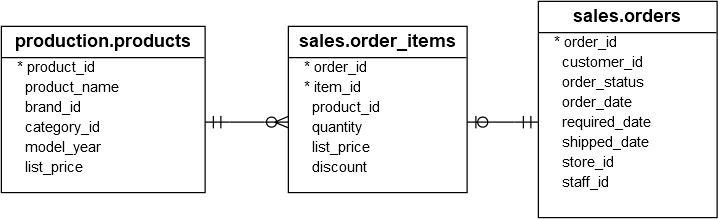 production.products
* product_id
product_name
brand_id
category_id
model_year
list_price
sales.order_items
* order_id
* item_id
product_id
quantity
list_price
discount
sales.orders
* order_id
customer_id
order_status
order_date
required_date
shipped_date
store_id
staff_id